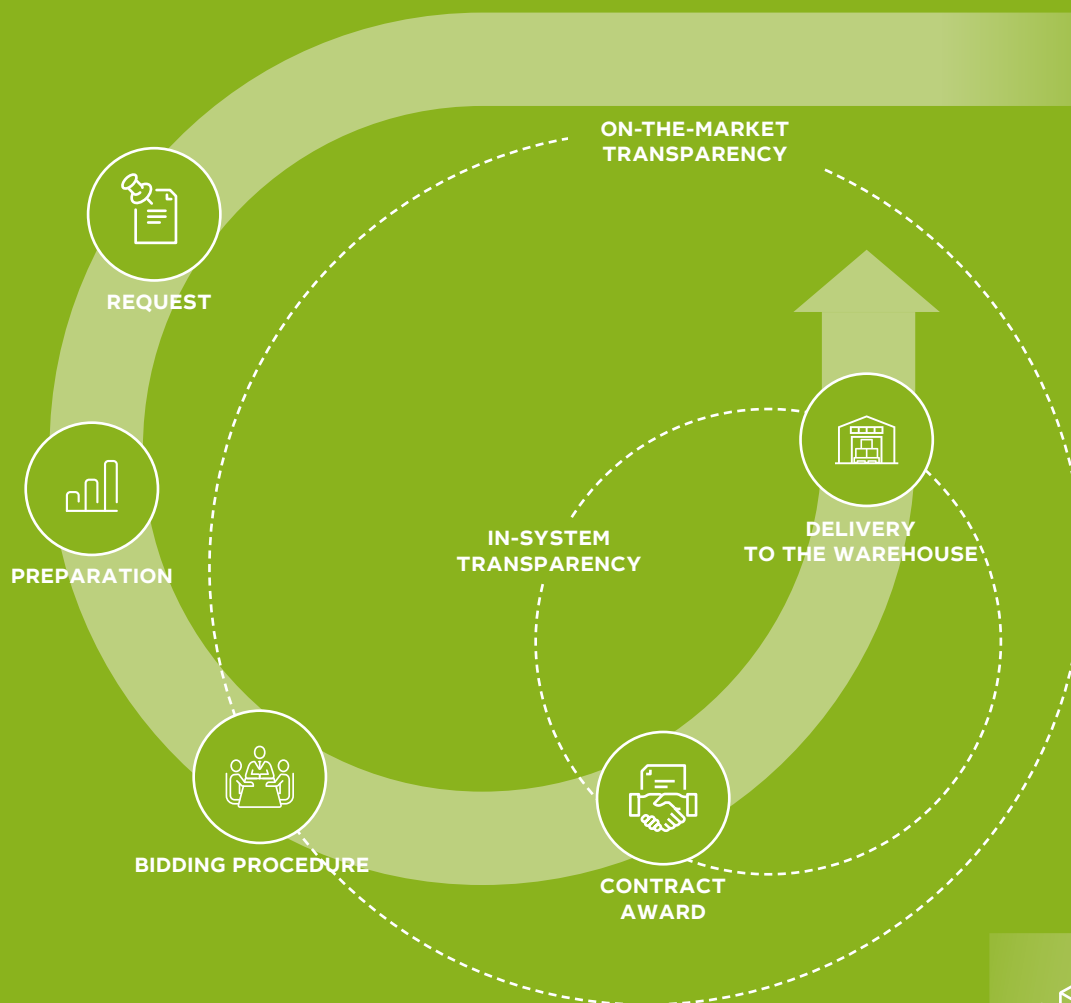 ON-THE-MARKET
TRANSPARENCY
REQUEST
IN-SYSTEM
TRANSPARENCY
DELIVERY
TO THE WAREHOUSE
PREPARATION
BIDDING PROCEDURE
CONTRACT
AWARD